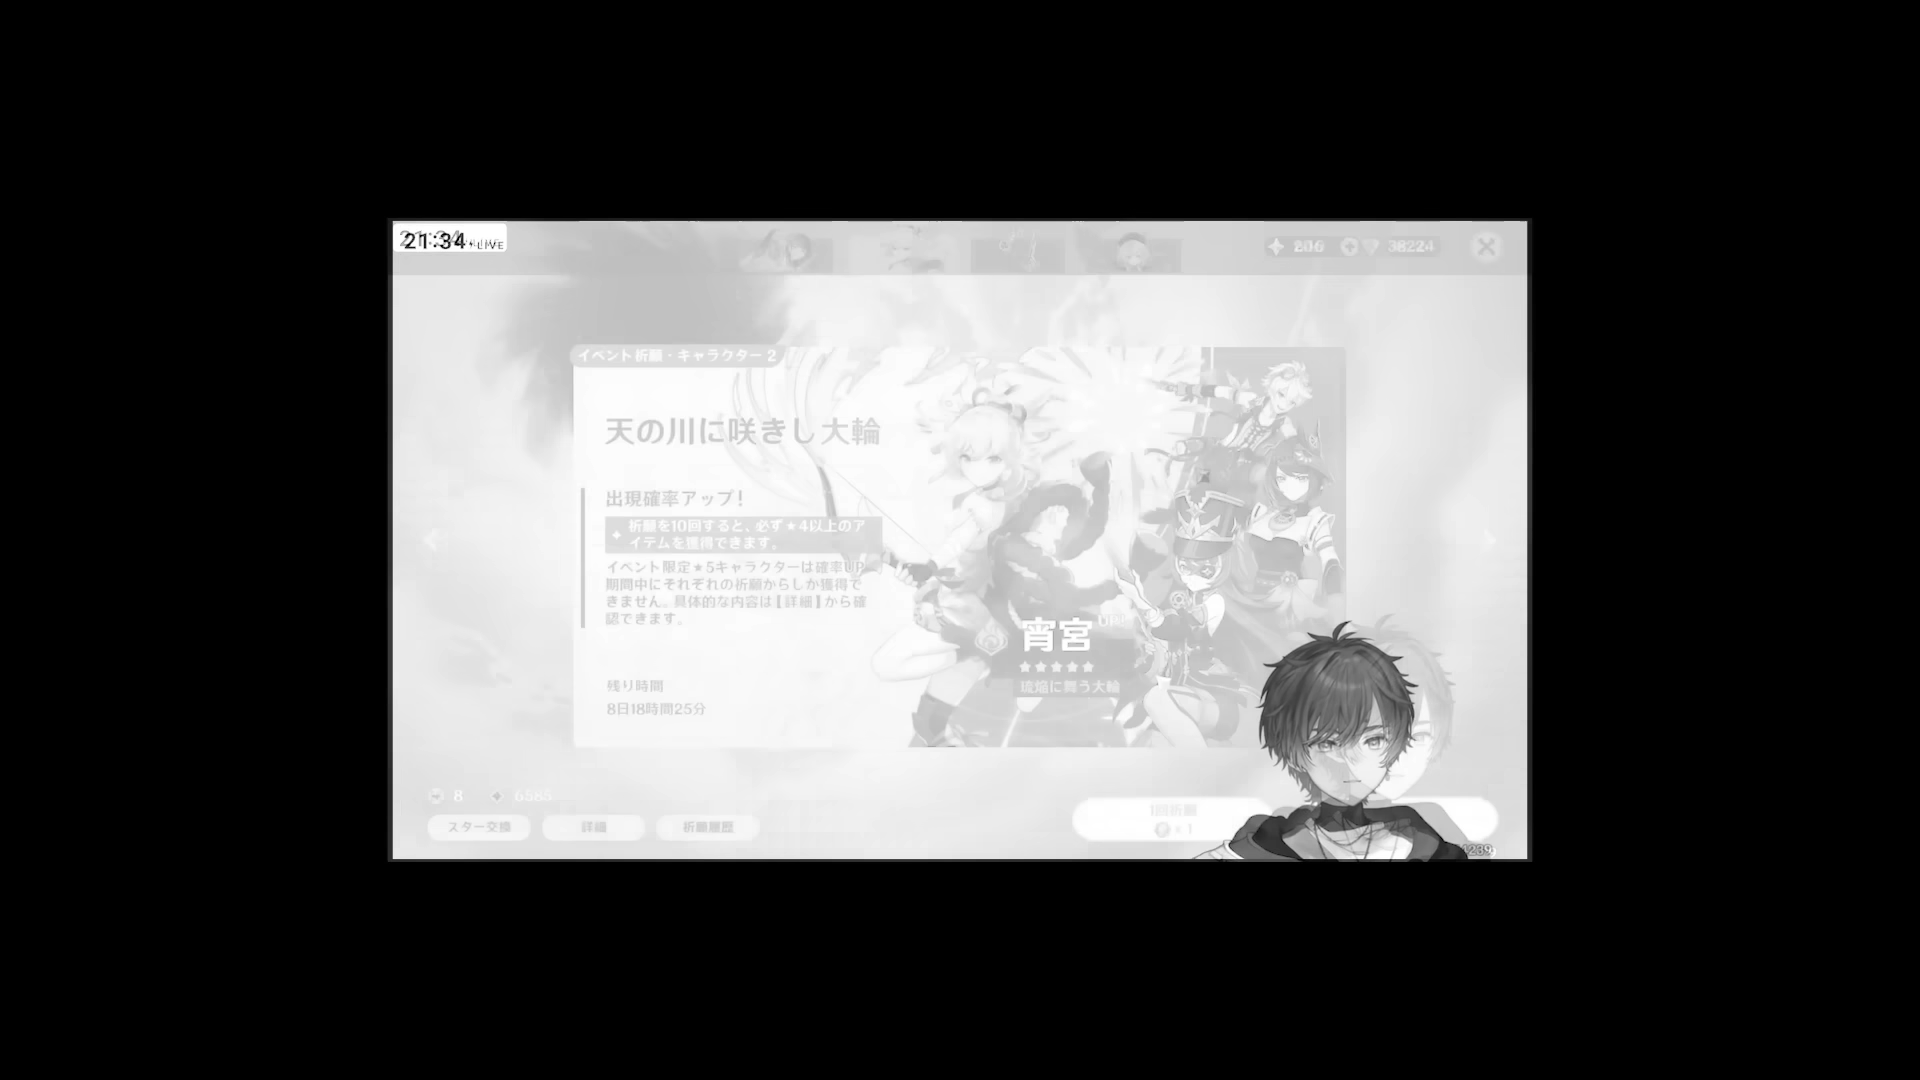 21:34 LIVE
206 38224
イベント祈願・キャラクター 2
天の川に咲きし大輪
出現確率アップ!
祈願を10回すると、必ず★4以上のア
イテムを獲得できます。
イベント限定★5キャラクターは確率UP
期間中にそれぞれの祈願からしか獲得で
きません。具体的な内容は【詳細】から確
認できます。
宵宮
琉焔に舞う大輪
残り時間
8日18時間25分
8 6585
スター交換 詳細 祈願履歴
1回祈願
× 1